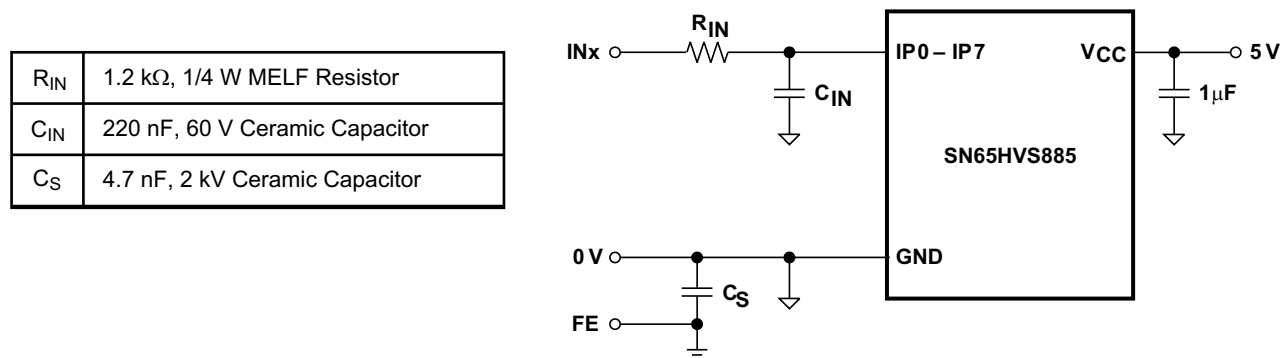 R_IN 1.2 kΩ, 1/4 W MELF Resistor
C_IN 220 nF, 60 V Ceramic Capacitor
C_S 4.7 nF, 2 kV Ceramic Capacitor
R_IN
INx
IP0 – IP7
VCC
5 V
C_IN
1μF
SN65HVS885
0 V
GND
C_S
FE